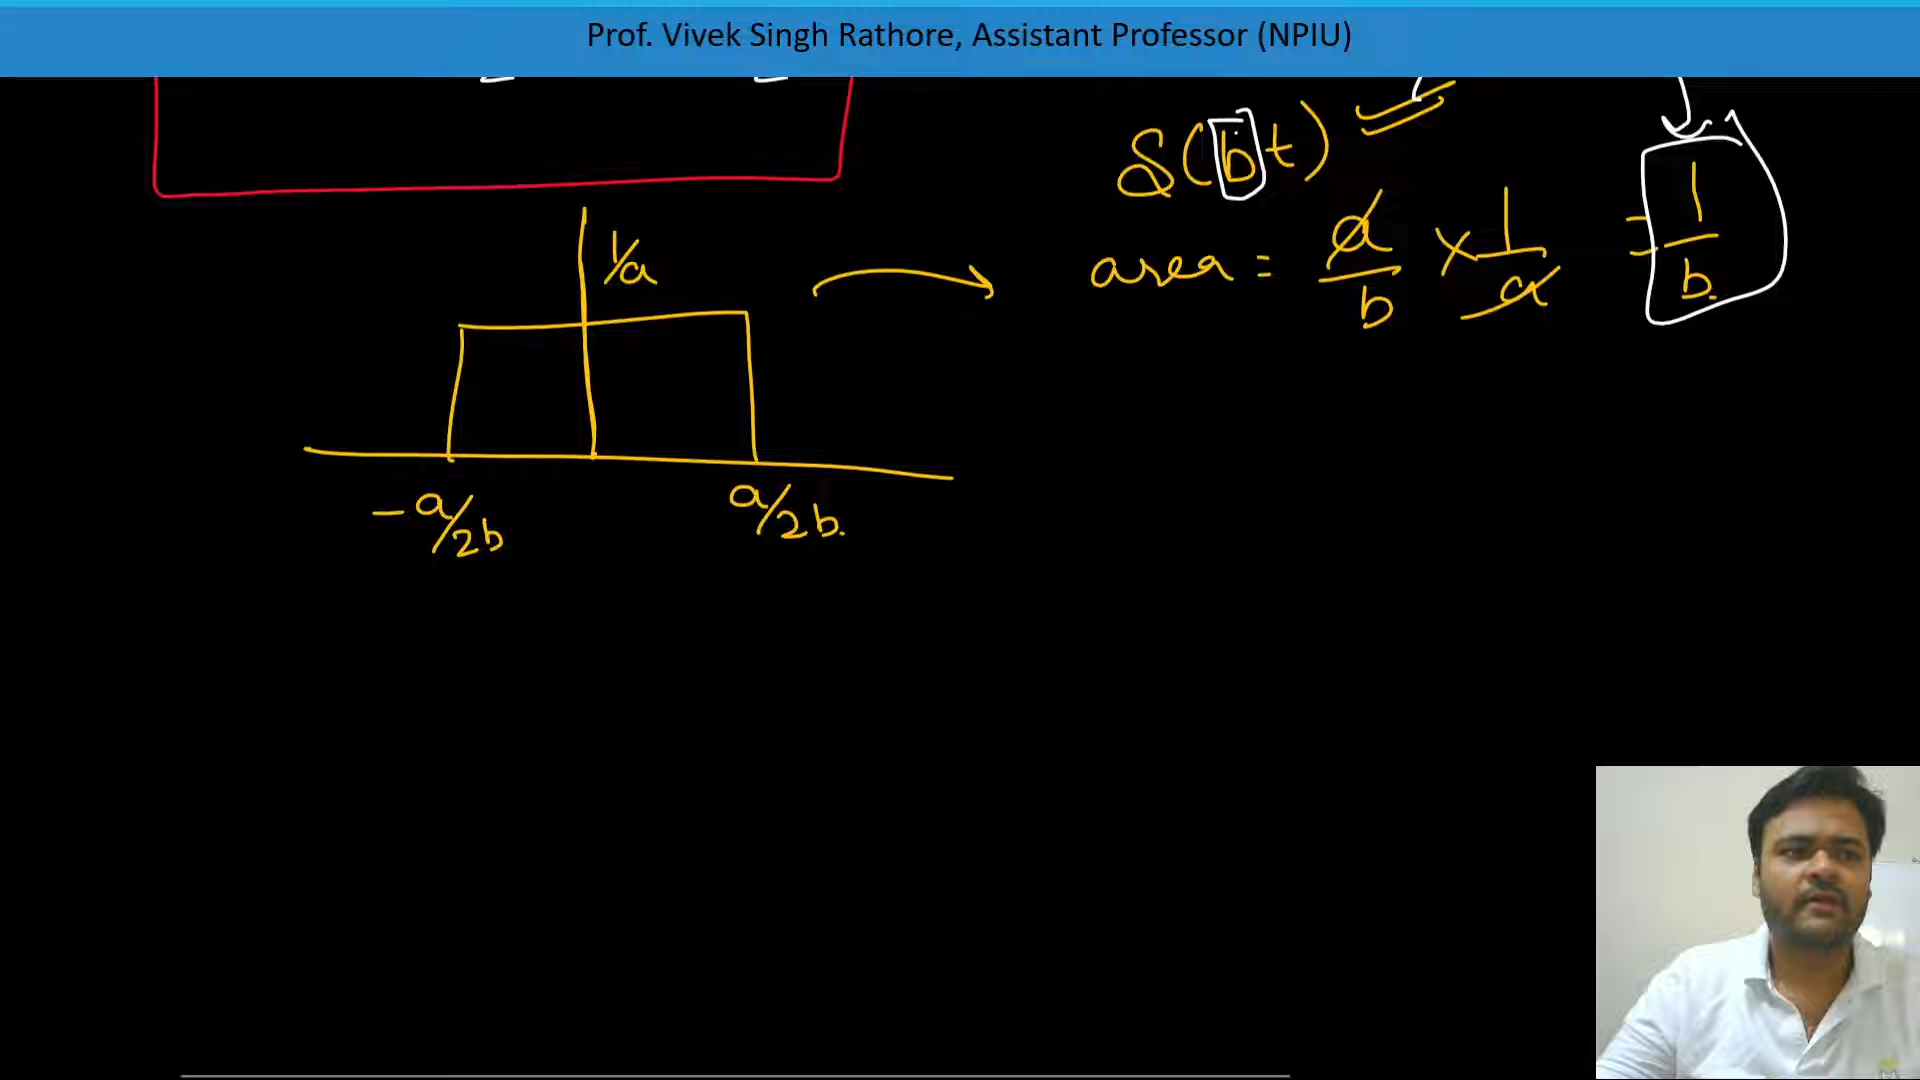 Prof. Vivek Singh Rathore, Assistant Professor (NPIU)
δ(bt)
area = a/b × 1/a = 1/b.
1/a
-a/2b
a/2b.